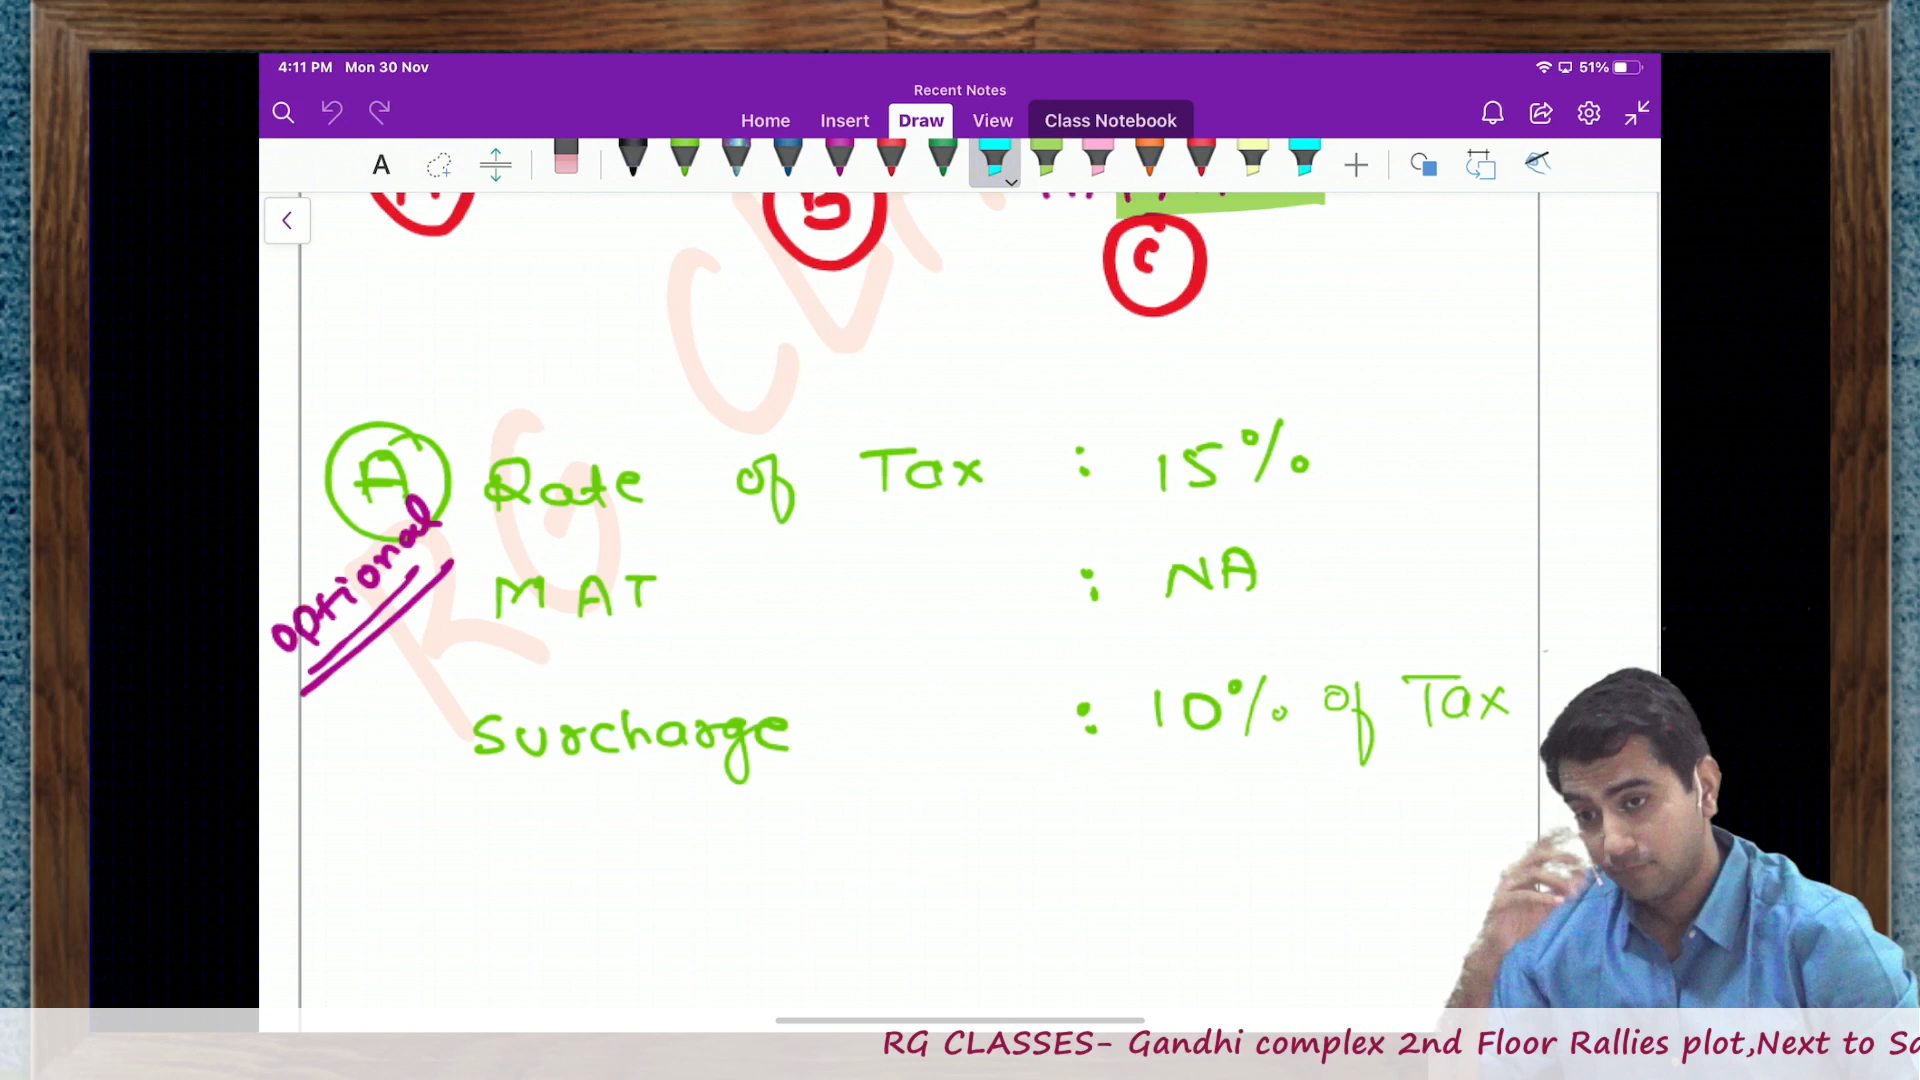 4:11 PM Mon 30 Nov
51%
Recent Notes
Home Insert Draw View Class Notebook
A
B
C
RG
A Rate of Tax : 15%
optional
MAT : NA
Surcharge : 10% of Tax
RG CLASSES- Gandhi complex 2nd Floor Rallies plot,Next to